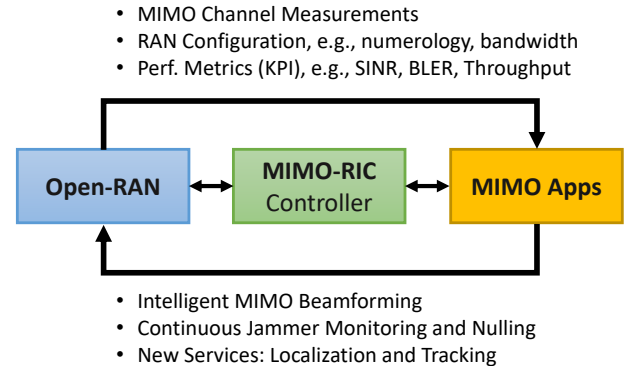 • MIMO Channel Measurements
• RAN Configuration, e.g., numerology, bandwidth
• Perf. Metrics (KPI), e.g., SINR, BLER, Throughput
Open-RAN
MIMO-RIC
Controller
MIMO Apps
• Intelligent MIMO Beamforming
• Continuous Jammer Monitoring and Nulling
• New Services: Localization and Tracking